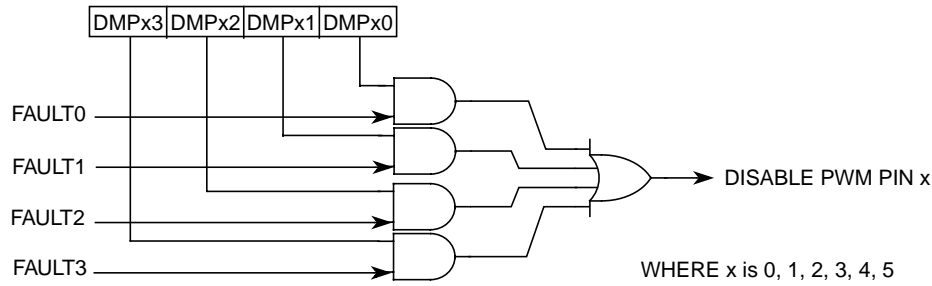 DMPx3 DMPx2 DMPx1 DMPx0
FAULT0
FAULT1
FAULT2
FAULT3
DISABLE PWM PIN x
WHERE x is 0, 1, 2, 3, 4, 5